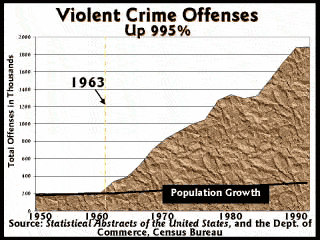 Violent Crime Offenses
Up 995%
Total Offenses in Thousands
2000
1800
1600
1400
1200
1000
800
600
400
200
0
1963
Population Growth
1950 1960 1970 1980 1990
Source: Statistical Abstracts of the United States, and the Dept. of
Commerce, Census Bureau